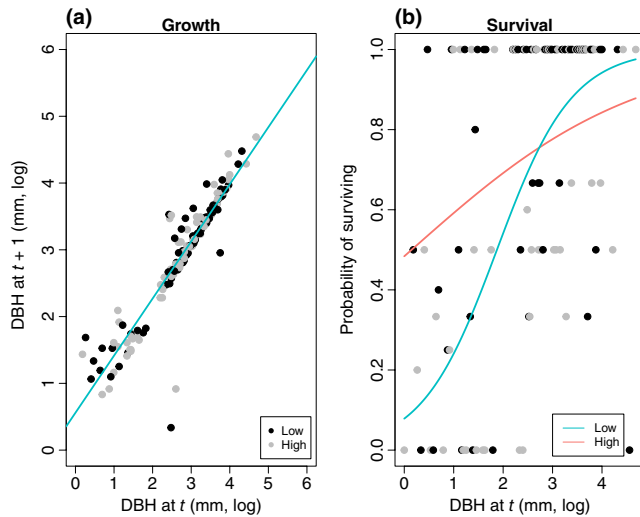 (a)
Growth
DBH at t + 1 (mm, log)
6
5
4
3
2
1
0
0 1 2 3 4 5 6
DBH at t (mm, log)
Low
High
(b)
Survival
Probability of surviving
1.0
0.8
0.6
0.4
0.2
0.0
0 1 2 3 4
DBH at t (mm, log)
Low
High